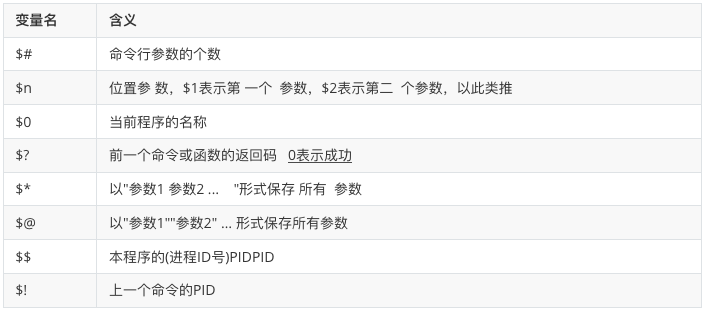 变量名 含义
$# 命令行参数的个数
$n 位置参 数，$1表示第 一个 参数，$2表示第二 个参数，以此类推
$0 当前程序的名称
$? 前一个命令或函数的返回码 0表示成功
$* 以"参数1 参数2 ... "形式保存 所有 参数
$@ 以"参数1""参数2" ... 形式保存所有参数
$$ 本程序的(进程ID号)PIDPID
$! 上一个命令的PID